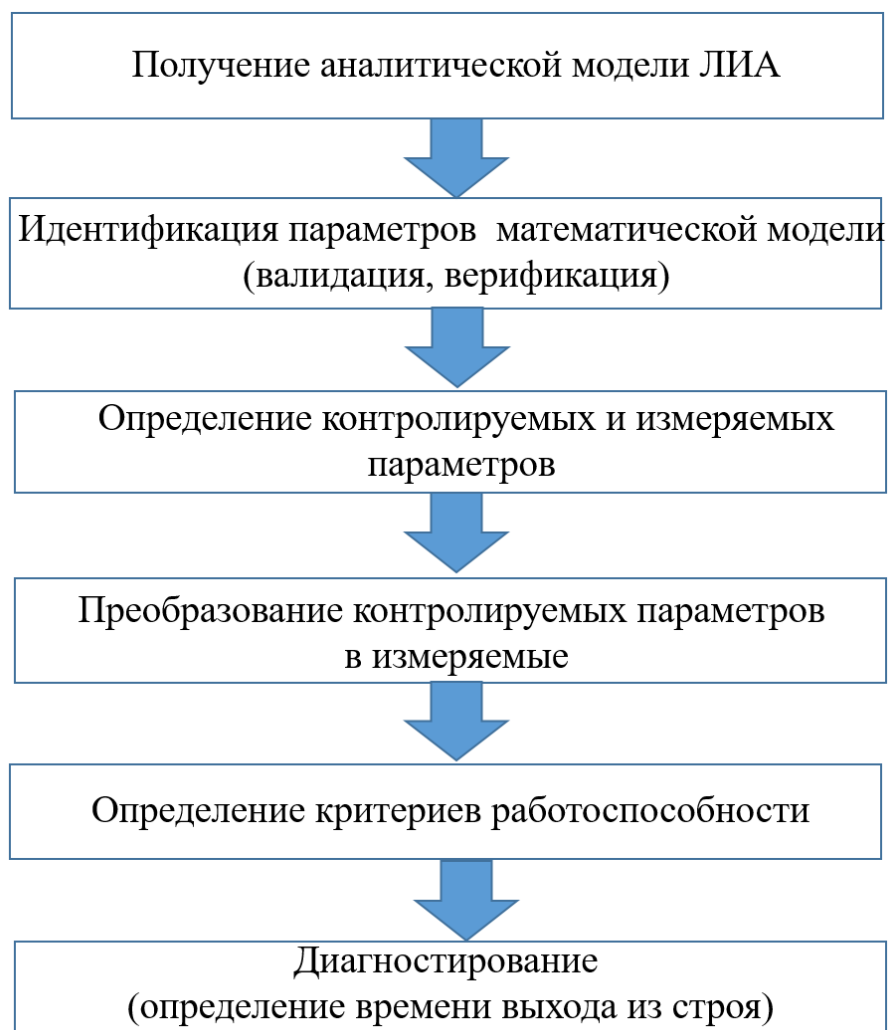 Получение аналитической модели ЛИА
Идентификация параметров математической модели
(валидация, верификация)
Определение контролируемых и измеряемых
параметров
Преобразование контролируемых параметров
в измеряемые
Определение критериев работоспособности
Диагностирование
(определение времени выхода из строя)